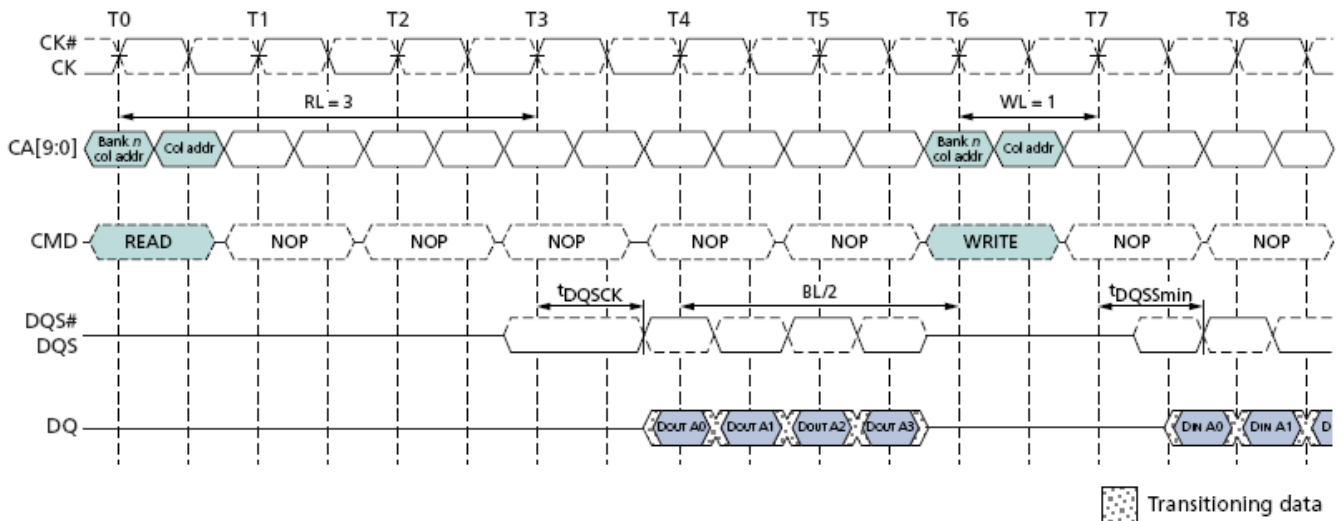 T0 T1 T2 T3 T4 T5 T6 T7 T8
CK#
CK
RL = 3 WL = 1
CA[9:0] Bank n col addr Col addr Bank n col addr Col addr
CMD READ NOP NOP NOP NOP NOP WRITE NOP NOP
tDQSCK BL/2 tDQSSmin
DQS#
DQS
DQ DOUT A0 DOUT A1 DOUT A2 DOUT A3 DIN A0 DIN A1 D
Transitioning data